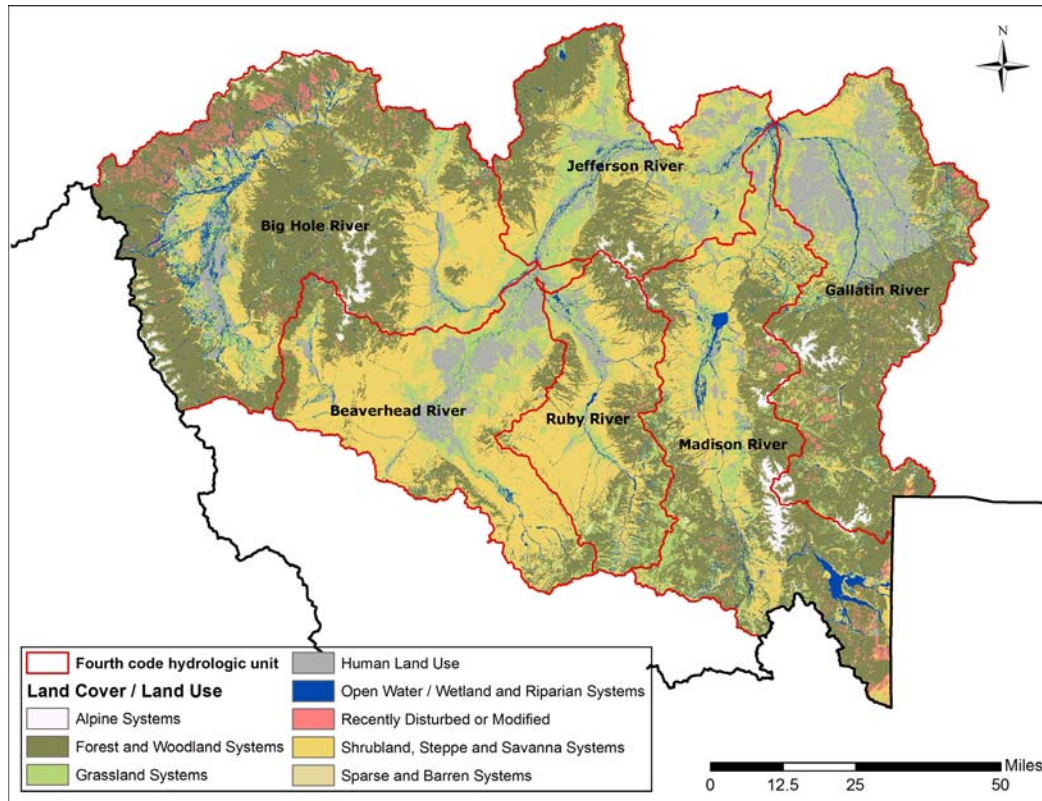 N
Jefferson River
Big Hole River
Gallatin River
Beaverhead River
Ruby River
Madison River
Fourth code hydrologic unit
Land Cover / Land Use
Alpine Systems
Forest and Woodland Systems
Grassland Systems
Human Land Use
Open Water / Wetland and Riparian Systems
Recently Disturbed or Modified
Shrubland, Steppe and Savanna Systems
Sparse and Barren Systems
Miles
0 12.5 25 50